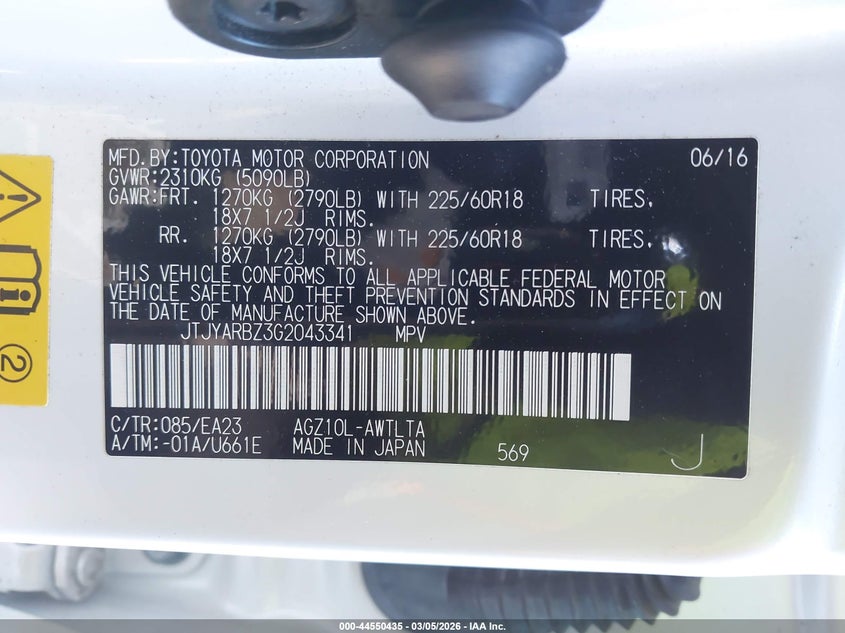 MFD.BY:TOYOTA MOTOR CORPORATION 06/16
GVWR:2310KG (5090LB)
GAWR:FRT. 1270KG (2790LB) WITH 225/60R18 TIRES,
18X7 1/2J RIMS.
RR. 1270KG (2790LB) WITH 225/60R18 TIRES,
18X7 1/2J RIMS.
THIS VEHICLE CONFORMS TO ALL APPLICABLE FEDERAL MOTOR
VEHICLE SAFETY AND THEFT PREVENTION STANDARDS IN EFFECT ON
THE DATE OF MANUFACTURE SHOWN ABOVE.
JTJYARBZ3G2043341 MPV
C/TR:085/EA23 AGZ10L-AWTLTA
A/TM:-01A/U661E MADE IN JAPAN 569 J
2
000-44550435 - 03/05/2026 - IAA Inc.